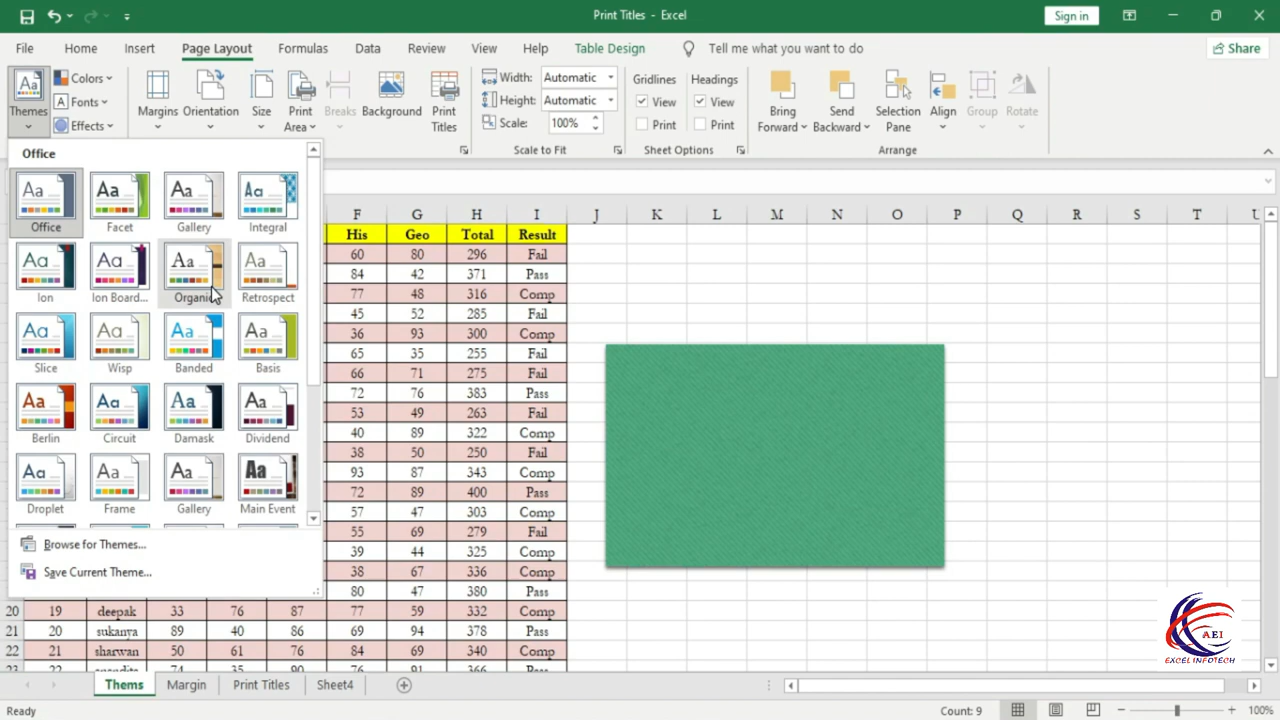 Print Titles - Excel
Sign in
File Home Insert Page Layout Formulas Data Review View Help Table Design Tell me what you want to do Share
Themes
Colors
Fonts
Effects
Margins
Orientation
Size
Print Area
Breaks
Background
Print Titles
Width: Automatic
Height: Automatic
Scale: 100%
Scale to Fit
Gridlines
View
Print
Headings
View
Print
Sheet Options
Bring Forward
Send Backward
Selection Pane
Align
Group
Rotate
Arrange
Office
Office Facet Gallery Integral
Ion Ion Board... Organic Retrospect
Slice Wisp Banded Basis
Berlin Circuit Damask Dividend
Droplet Frame Gallery Main Event
Browse for Themes...
Save Current Theme...
F G H I J K L M N O P Q R S T U
His Geo Total Result
60 80 296 Fail
84 42 371 Pass
77 48 316 Comp
45 52 285 Fail
36 93 300 Comp
65 35 255 Fail
66 71 275 Fail
72 76 383 Pass
53 49 263 Fail
40 89 322 Comp
38 50 250 Fail
93 87 343 Comp
72 89 400 Pass
57 47 303 Comp
55 69 279 Fail
39 44 325 Comp
38 67 336 Comp
80 47 380 Pass
20 19 deepak 33 76 87 77 59 332 Comp
21 20 sukanya 89 40 86 69 94 378 Pass
22 21 sharwan 50 61 76 84 69 340 Comp
23 22 74 35 90 76 91 366 Pass
AEI
EXCEL INFOTECH
Thems Margin Print Titles Sheet4
Ready Count: 9 100%